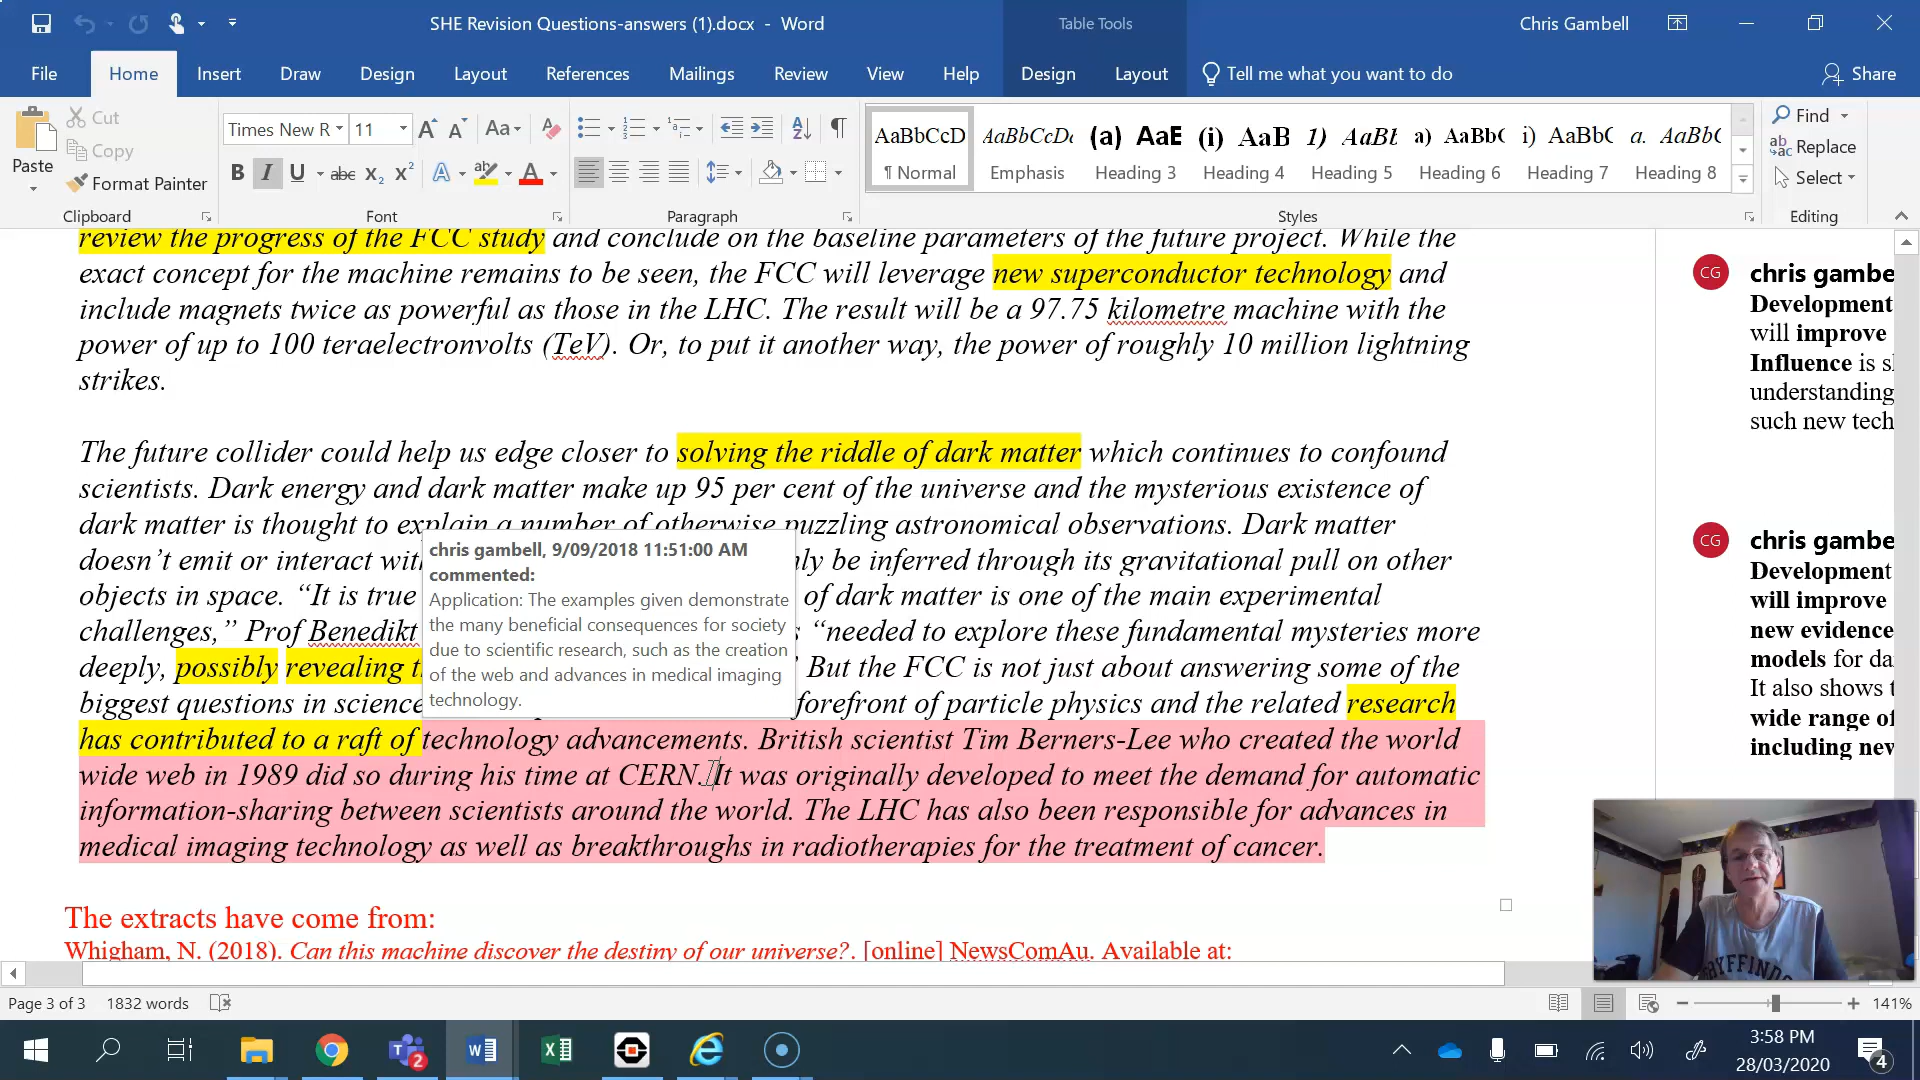 SHE Revision Questions-answers (1).docx - Word
Table Tools
Chris Gambell
File Home Insert Draw Design Layout References Mailings Review View Help Design Layout Tell me what you want to do Share
Paste
Cut
Copy
Format Painter
Clipboard
Times New R 11
Font
Paragraph
AaBbCcD AaBbCcD (a) AaE (i) AaB 1) AaBb a) AaBb i) AaBb a. AaBb
¶ Normal Emphasis Heading 3 Heading 4 Heading 5 Heading 6 Heading 7 Heading 8
Styles
Find
Replace
Select
Editing
review the progress of the FCC study and conclude on the baseline parameters of the future project. While the
exact concept for the machine remains to be seen, the FCC will leverage new superconductor technology and
include magnets twice as powerful as those in the LHC. The result will be a 97.75 kilometre machine with the
power of up to 100 teraelectronvolts (TeV). Or, to put it another way, the power of roughly 10 million lightning
strikes.
The future collider could help us edge closer to solving the riddle of dark matter which continues to confound
scientists. Dark energy and dark matter make up 95 per cent of the universe and the mysterious existence of
dark matter is thought to explain a number of otherwise puzzling astronomical observations. Dark matter
doesn't emit or interact with nly be inferred through its gravitational pull on other
objects in space. “It is true of dark matter is one of the main experimental
challenges,” Prof Benedikt “needed to explore these fundamental mysteries more
deeply, possibly revealing But the FCC is not just about answering some of the
biggest questions in science forefront of particle physics and the related research
has contributed to a raft of technology advancements. British scientist Tim Berners-Lee who created the world
wide web in 1989 did so during his time at CERN. It was originally developed to meet the demand for automatic
information-sharing between scientists around the world. The LHC has also been responsible for advances in
medical imaging technology as well as breakthroughs in radiotherapies for the treatment of cancer.
chris gambell, 9/09/2018 11:51:00 AM
commented:
Application: The examples given demonstrate
the many beneficial consequences for society
due to scientific research, such as the creation
of the web and advances in medical imaging
technology.
The extracts have come from:
Whigham, N. (2018). Can this machine discover the destiny of our universe?. [online] NewsComAu. Available at:
CG
chris gambe
Development
will improve
Influence is s
understanding
such new tech
CG
chris gambe
Development
will improve
new evidence
models for da
It also shows t
wide range of
including new
RYFFINDO
Page 3 of 3 1832 words
141%
2
3:58 PM
28/03/2020
4